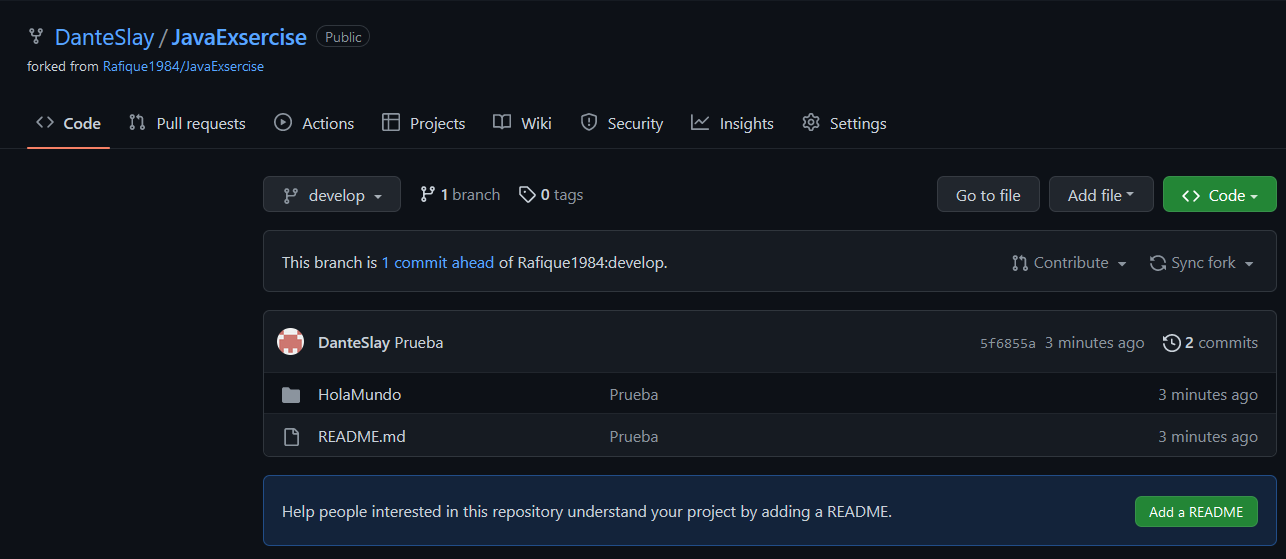 DanteSlay / JavaExsercise Public
forked from Rafique1984/JavaExsercise
Code Pull requests Actions Projects Wiki Security Insights Settings
develop 1 branch 0 tags Go to file Add file Code
This branch is 1 commit ahead of Rafique1984:develop. Contribute Sync fork
DanteSlay Prueba 5f6855a 3 minutes ago 2 commits
HolaMundo Prueba 3 minutes ago
README.md Prueba 3 minutes ago
Help people interested in this repository understand your project by adding a README. Add a README